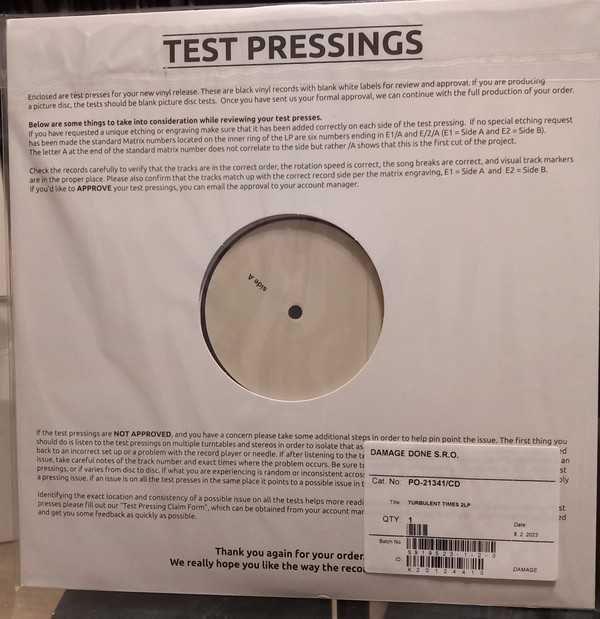 TEST PRESSINGS
Enclosed are test presses for your new vinyl release. These are black vinyl records with blank white labels for review and approval. If you are producing
a picture disc, the tests should be blank picture disc tests. Once you have sent us your formal approval, we can continue with the full production of your order.
Below are some things to take into consideration while reviewing your test presses.
If you have requested a unique etching or engraving make sure that it has been added correctly on each side of the test pressing. If no special etching request
has been made the standard Matrix numbers located on the inner ring of the LP are six numbers ending in E1/A and E/2/A (E1 = Side A and E2 = Side B).
The letter A at the end of the standard matrix number does not correlate to the side but rather /A shows that this is the first cut of the project.
Check the records carefully to verify that the tracks are in the correct order, the rotation speed is correct, the song breaks are correct, and visual track markers
are in the proper place. Please also confirm that the tracks match up with the correct record side per the matrix engraving, E1 = Side A and E2 = Side B.
If you'd like to APPROVE your test pressings, you can email the approval to your account manager.
side A
If the test pressings are NOT APPROVED, and you have a concern please take some additional steps in order to help pin point the issue. The first thing you
should do is listen to the test pressings on multiple turntables and stereos in order to isolate that as
back to an incorrect set up or a problem with the record player or needle. If after listening to the
issue, take careful notes of the track number and exact times where the problem occurs. Be sure
pressings, or if varies from disc to disc. If what you are experiencing is random or inconsistent
a pressing issue. If an issue is on all the test presses in the same place it points to a possible issue in
Identifying the exact location and consistency of a possible issue on all the tests helps more
presses please fill out our "Test Pressing Claim Form", which can be obtained from your account
and get you some feedback as quickly as possible.
Thank you again for your order
We really hope you like the way the
DAMAGE DONE S.R.O.
Cat. No: PO-21341/CD
Title TURBULENT TIMES 2LP
QTY: 1
Date
8 2 2023
Batch No
S919523-1-2-0
ID
K20124410
DAMAGE